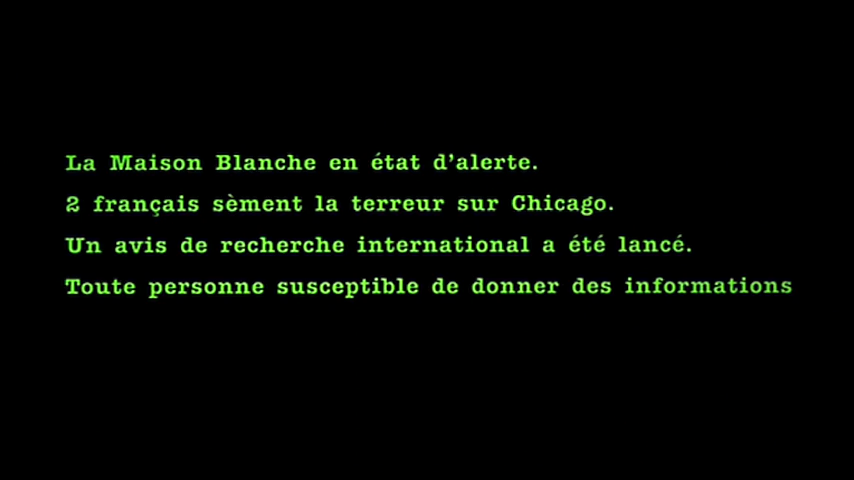 La Maison Blanche en état d'alerte.
2 français sèment la terreur sur Chicago.
Un avis de recherche international a été lancé.
Toute personne susceptible de donner des informations